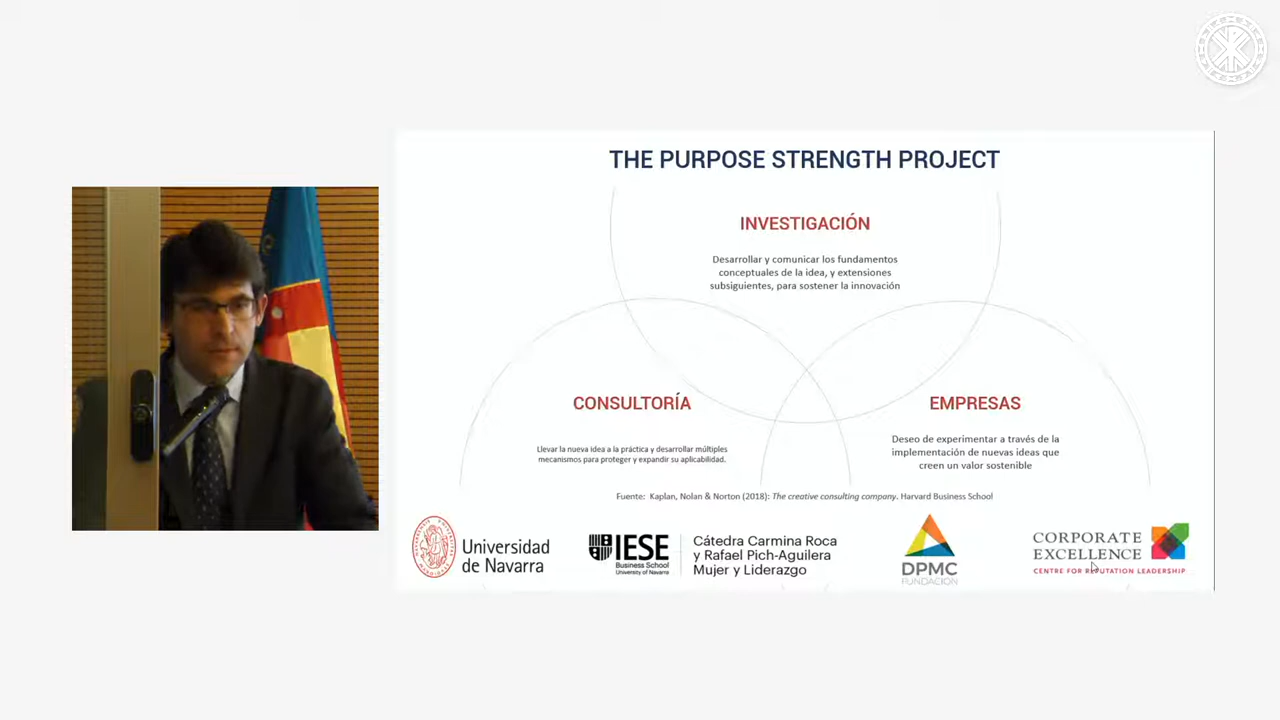 THE PURPOSE STRENGTH PROJECT
INVESTIGACIÓN
Desarrollar y comunicar los fundamentos
conceptuales de la idea, y extensiones
subsiguientes, para sostener la innovación
CONSULTORÍA
Llevar la nueva idea a la práctica y desarrollar múltiples
mecanismos para proteger y expandir su aplicabilidad.
EMPRESAS
Deseo de experimentar a través de la
implementación de nuevas ideas que
creen un valor sostenible
Fuente: Kaplan, Nolan & Norton (2018): The creative consulting company. Harvard Business School
Universidad
de Navarra
IESE
Business School
University of Navarra
Cátedra Carmina Roca
y Rafael Pich-Aguilera
Mujer y Liderazgo
DPMC
FUNDACIÓN
CORPORATE
EXCELLENCE
CENTRE FOR REPUTATION LEADERSHIP